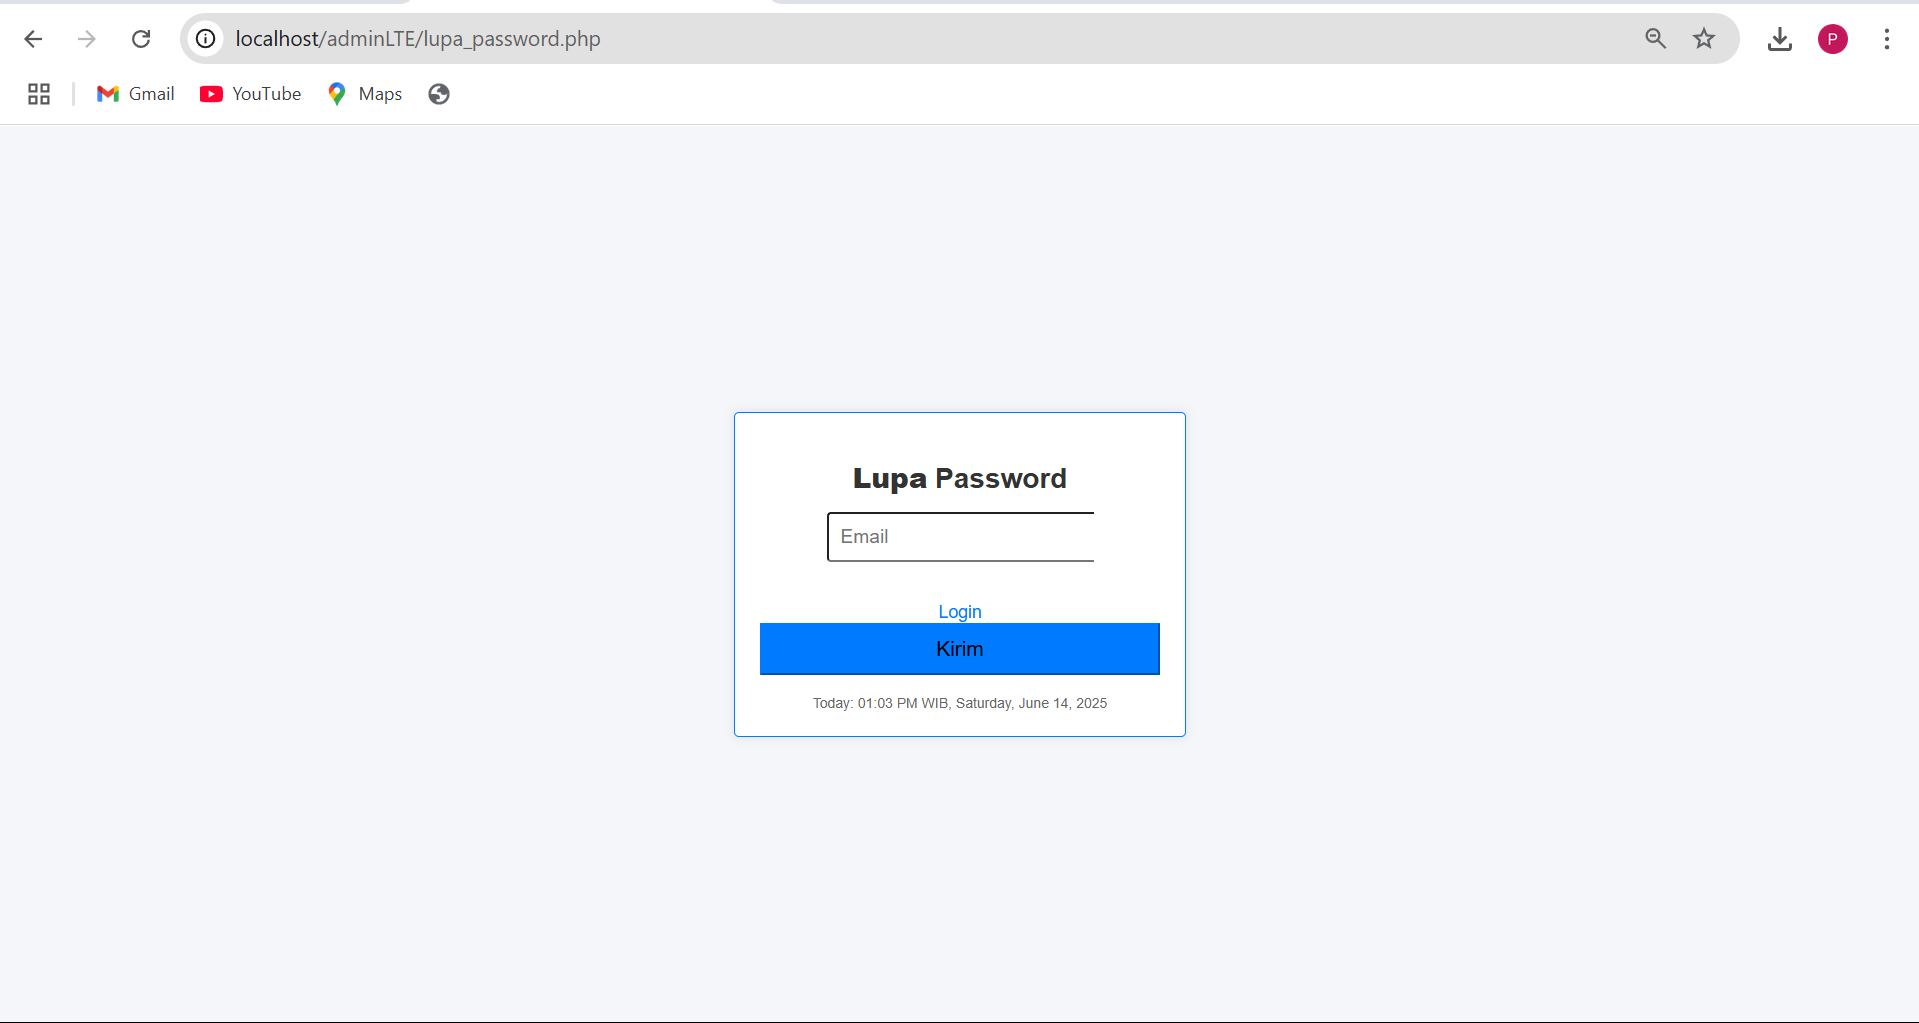 localhost/adminLTE/lupa_password.php
P
Gmail
YouTube
Maps
Lupa Password
Email
Login
Kirim
Today: 01:03 PM WIB, Saturday, June 14, 2025